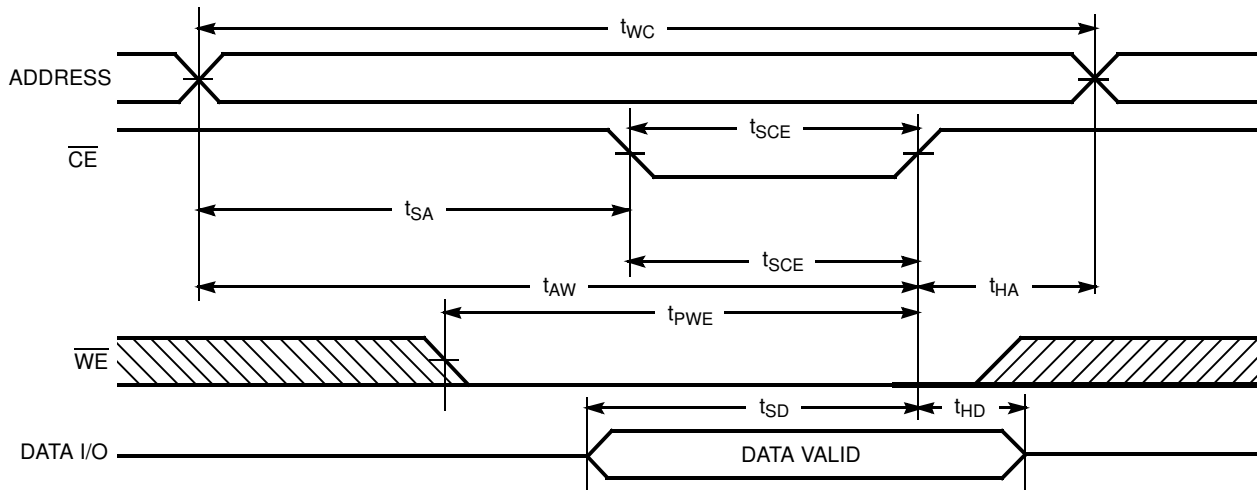 tWC
ADDRESS
tSCE
CE
tSA
tSCE
tAW
tHA
tPWE
WE
tSD
tHD
DATA I/O
DATA VALID